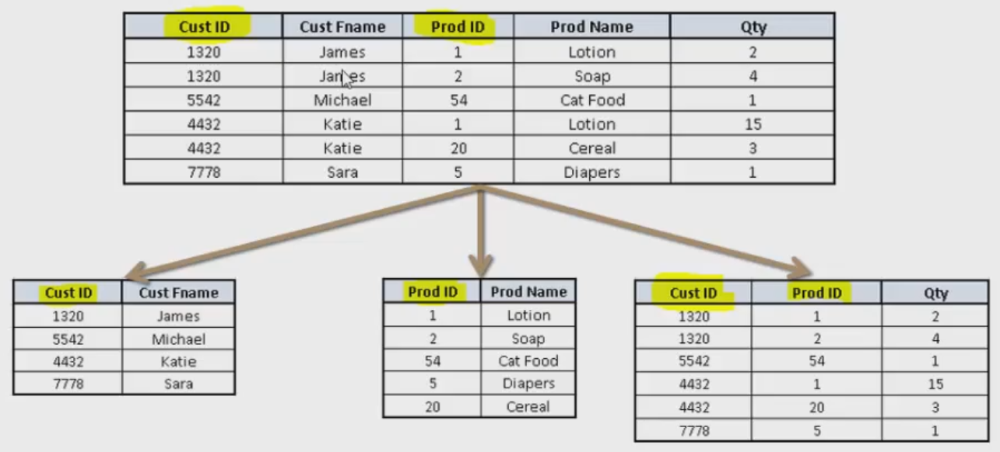 Cust ID Cust Fname Prod ID Prod Name Qty
1320 James 1 Lotion 2
1320 James 2 Soap 4
5542 Michael 54 Cat Food 1
4432 Katie 1 Lotion 15
4432 Katie 20 Cereal 3
7778 Sara 5 Diapers 1
Cust ID Cust Fname
1320 James
5542 Michael
4432 Katie
7778 Sara
Prod ID Prod Name
1 Lotion
2 Soap
54 Cat Food
5 Diapers
20 Cereal
Cust ID Prod ID Qty
1320 1 2
1320 2 4
5542 54 1
4432 1 15
4432 20 3
7778 5 1